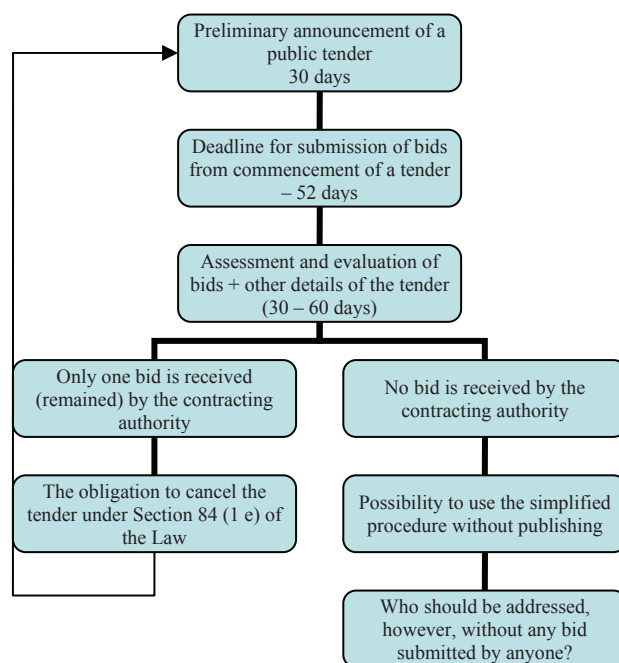 Preliminary announcement of a
public tender
30 days
Deadline for submission of bids
from commencement of a tender
– 52 days
Assessment and evaluation of
bids + other details of the tender
(30 – 60 days)
Only one bid is received
(remained) by the contracting
authority
No bid is received by the
contracting authority
The obligation to cancel the
tender under Section 84 (1 e) of
the Law
Possibility to use the simplified
procedure without publishing
Who should be addressed,
however, without any bid
submitted by anyone?